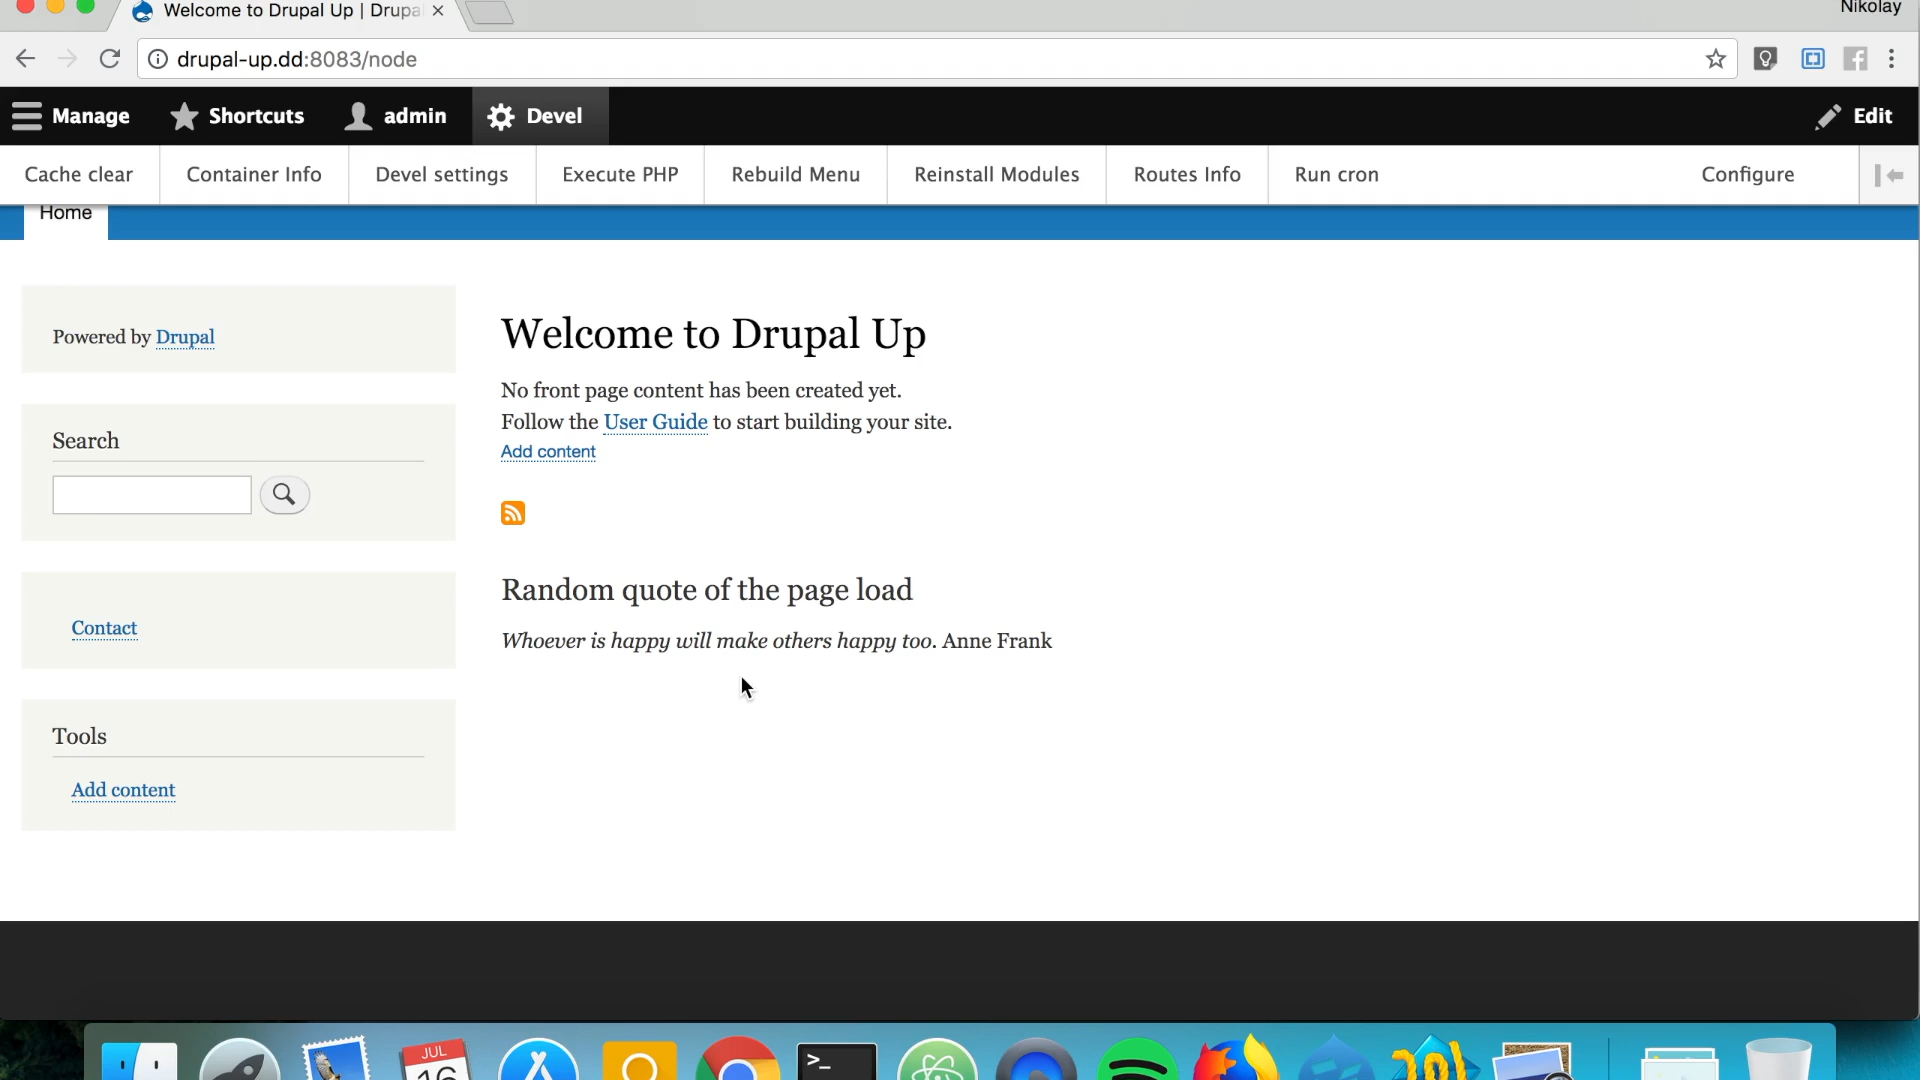 Welcome to Drupal Up | Drupa
Nikolay
drupal-up.dd:8083/node
Manage Shortcuts admin Devel Edit
Cache clear Container Info Devel settings Execute PHP Rebuild Menu Reinstall Modules Routes Info Run cron Configure
Home
Powered by Drupal
Search
Contact
Tools
Add content
Welcome to Drupal Up
No front page content has been created yet.
Follow the User Guide to start building your site.
Add content
Random quote of the page load
Whoever is happy will make others happy too. Anne Frank
JUL
16